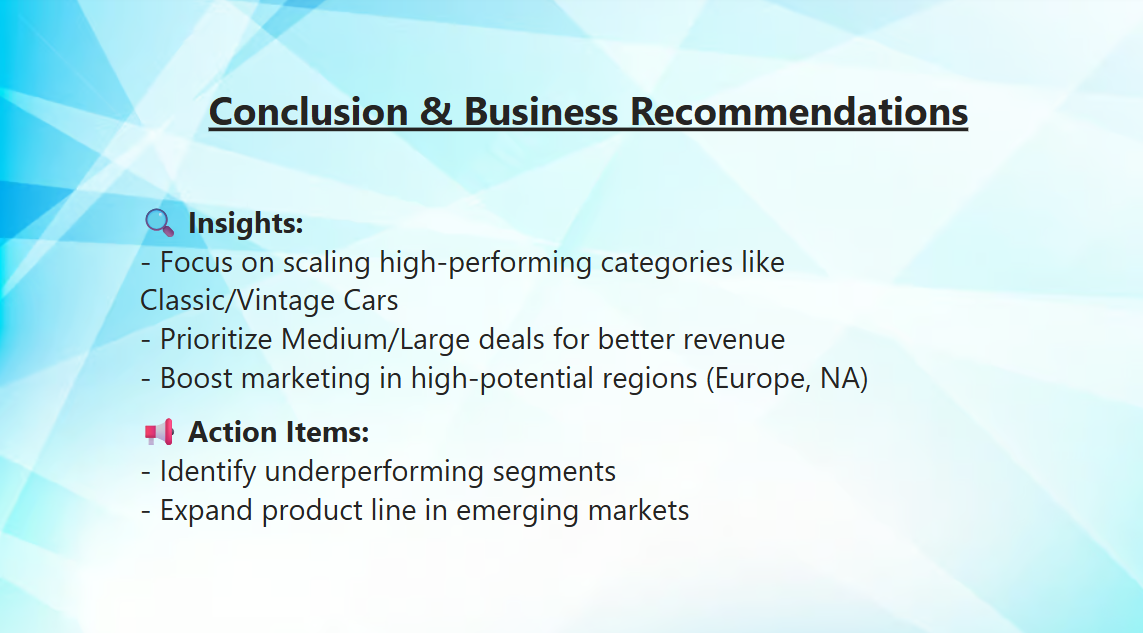 Conclusion & Business Recommendations
🔍 Insights:
- Focus on scaling high-performing categories like
Classic/Vintage Cars
- Prioritize Medium/Large deals for better revenue
- Boost marketing in high-potential regions (Europe, NA)
📢 Action Items:
- Identify underperforming segments
- Expand product line in emerging markets